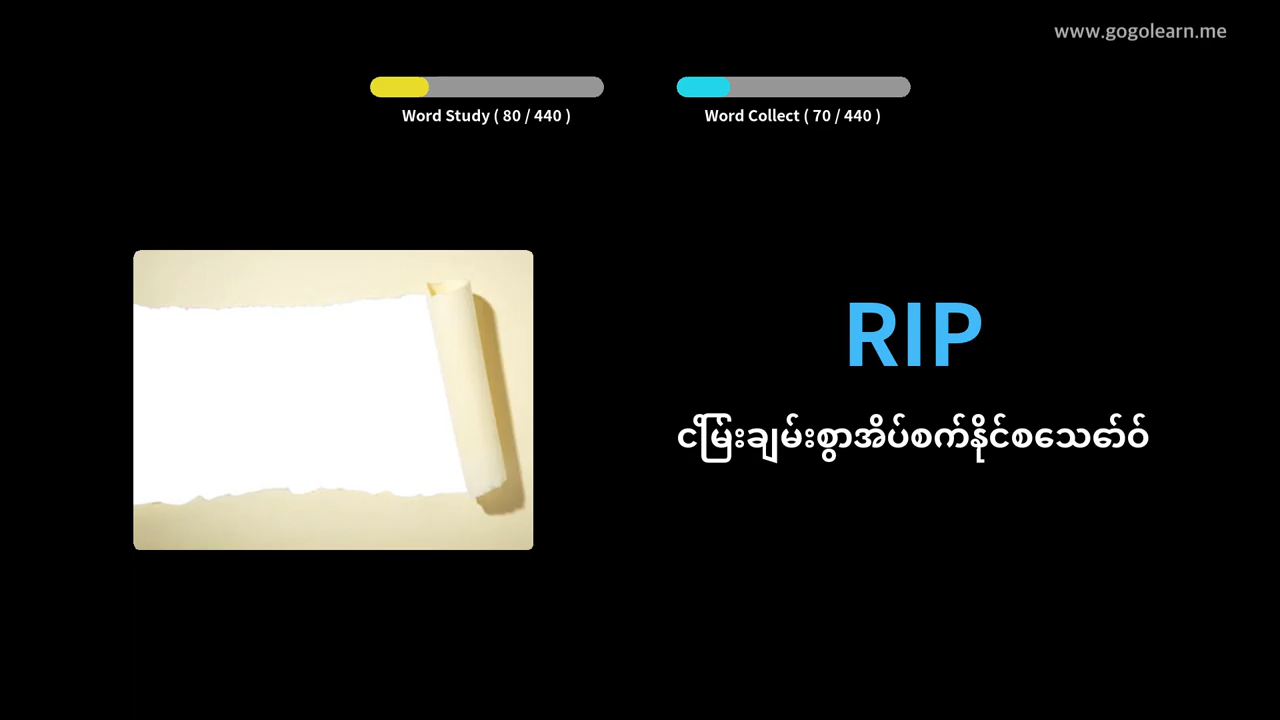 www.gogolearn.me
Word Study ( 80 / 440 )
Word Collect ( 70 / 440 )
RIP
ငြိမ်းချမ်းစွာအိပ်စက်နိုင်စေသော်ဝ်